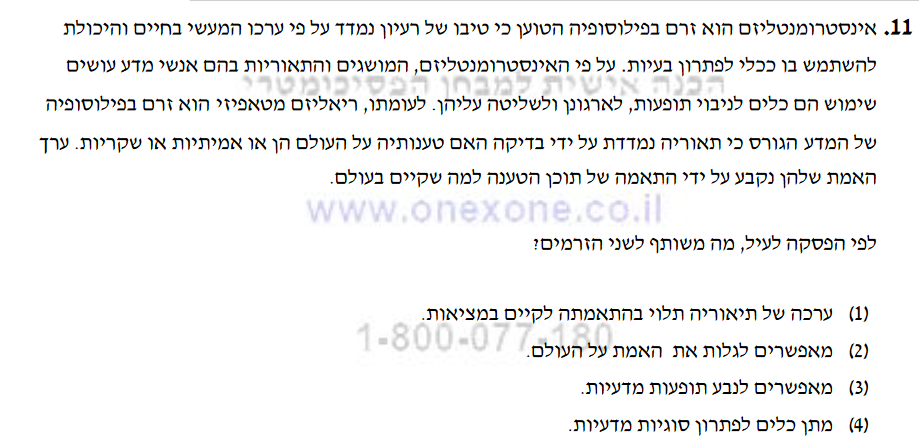 11. אינסטרומנטליזם הוא זרם בפילוסופיה הטוען כי טיבו של רעיון נמדד על פי ערכו המעשי בחיים והיכולת
להשתמש בו ככלי לפתרון בעיות. על פי האינסטרומנטליזם, המושגים והתאוריות בהם אנשי מדע עושים
הכנה אישית למבחן הפסיכומטרי
שימוש הם כלים לניבוי תופעות, לארגונן ולשליטה עליהן. לעומתו, ריאליזם מטאפיזי הוא זרם בפילוסופיה
של המדע הגורס כי תאוריה נמדדת על ידי בדיקה האם טענותיה על העולם הן או אמיתיות או שקריות. ערך
האמת שלהן נקבע על ידי התאמה של תוכן הטענה למה שקיים בעולם.
www.onexone.co.il
לפי הפסקה לעיל, מה משותף לשני הזרמים?
(1) ערכה של תיאוריה תלוי בהתאמתה לקיים במציאות.
1-800-077-180
(2) מאפשרים לגלות את האמת על העולם.
(3) מאפשרים לנבע תופעות מדעיות.
(4) מתן כלים לפתרון סוגיות מדעיות.